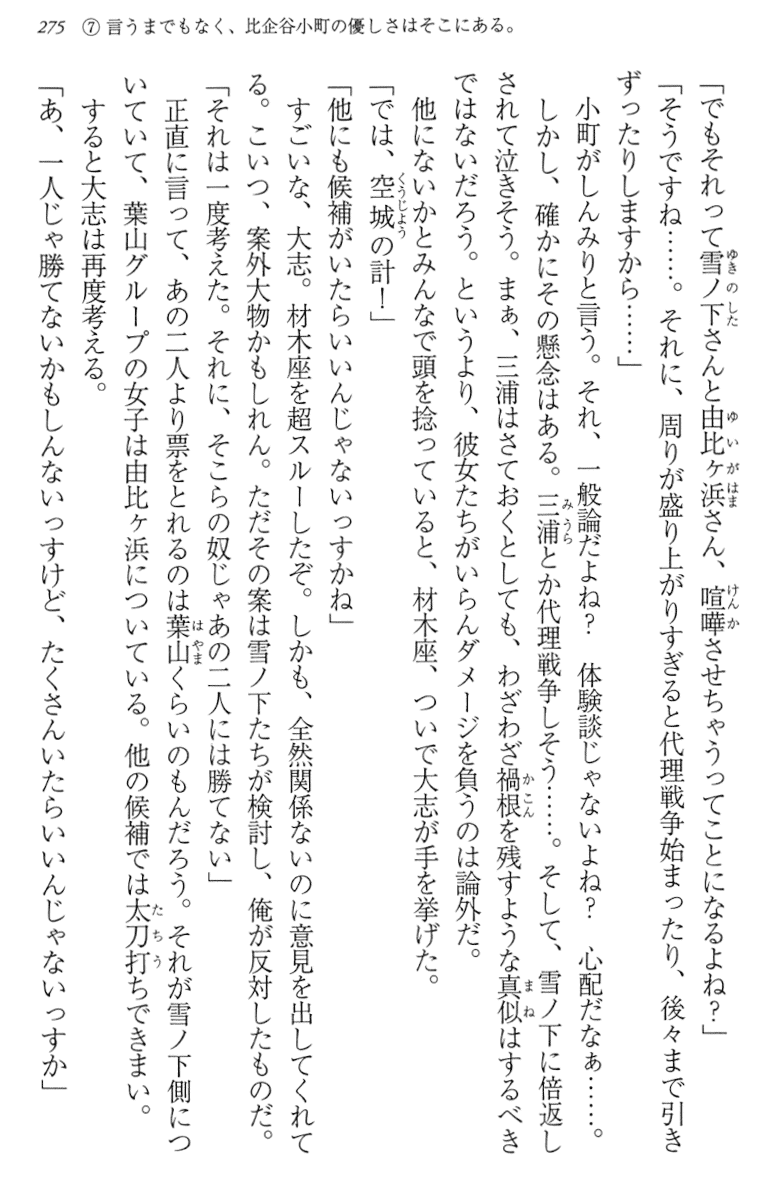 275 ⑦ 言うまでもなく、比企谷小町の優しさはそこにある。
「でもそれって雪ノ下さんと由比ヶ浜さん、喧嘩させちゃうってことになるよね？」
「そうですね……。それに、周りが盛り上がりすぎると代理戦争始まったり、後々まで引き
ずったりしますから……」
　小町がしんみりと言う。それ、一般論だよね？　体験談じゃないよね？　心配だなぁ……。
　しかし、確かにその懸念はある。三浦とか代理戦争しそう……。そして、雪ノ下に倍返し
されて泣きそう。まぁ、三浦はさておくとしても、わざわざ禍根を残すような真似はするべき
ではないだろう。というより、彼女たちがいらんダメージを負うのは論外だ。
　他にないかとみんなで頭を捻っていると、材木座、ついで大志が手を挙げた。
「では、空城の計！」
「他にも候補がいたらいいんじゃないっすかね」
　すごいな、大志。材木座を超スルーしたぞ。しかも、全然関係ないのに意見を出してくれて
る。こいつ、案外大物かもしれん。ただその案は雪ノ下たちが検討し、俺が反対したものだ。
「それは一度考えた。それに、そこらの奴じゃあの二人には勝てない」
　正直に言って、あの二人より票をとれるのは葉山くらいのもんだろう。それが雪ノ下側につ
いていて、葉山グループの女子は由比ヶ浜についている。他の候補では太刀打ちできまい。
　すると大志は再度考える。
「あ、一人じゃ勝てないかもしんないっすけど、たくさんいたらいいんじゃないっすか」